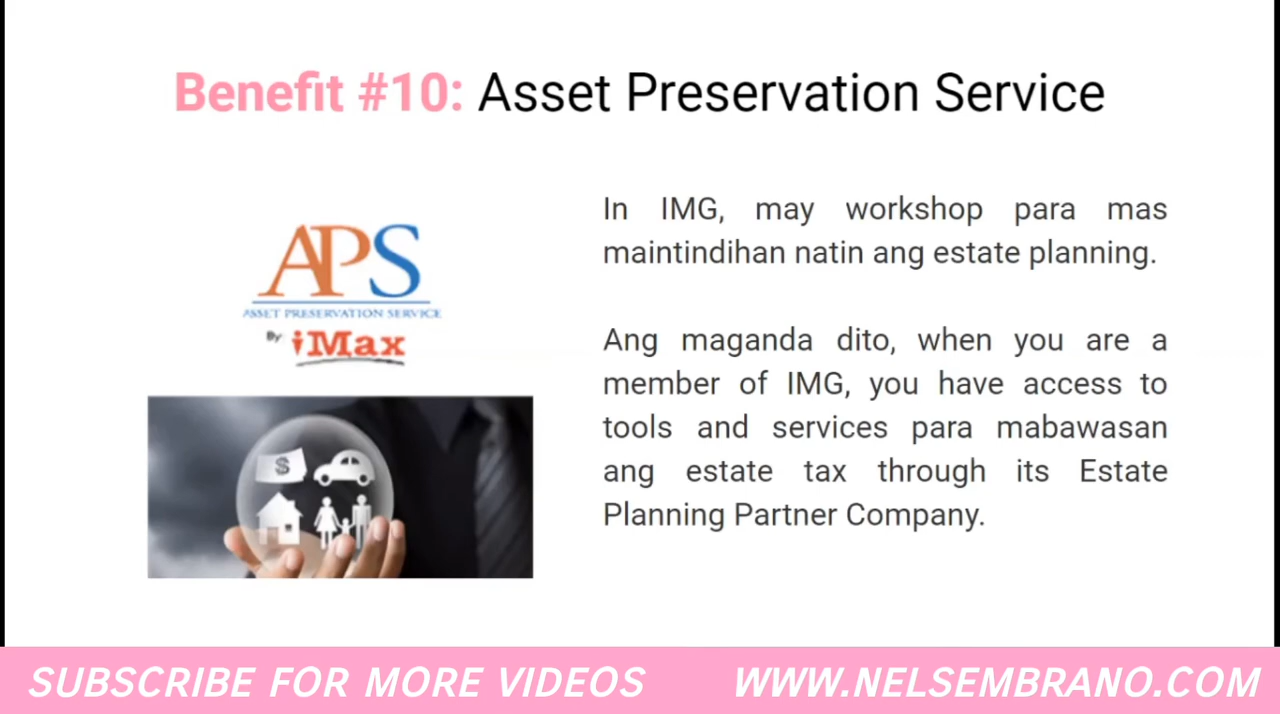 Benefit #10: Asset Preservation Service
APS
ASSET PRESERVATION SERVICE
By iMax
$
In IMG, may workshop para mas
maintindihan natin ang estate planning.
Ang maganda dito, when you are a
member of IMG, you have access to
tools and services para mabawasan
ang estate tax through its Estate
Planning Partner Company.
SUBSCRIBE FOR MORE VIDEOS
WWW.NELSEMBRANO.COM